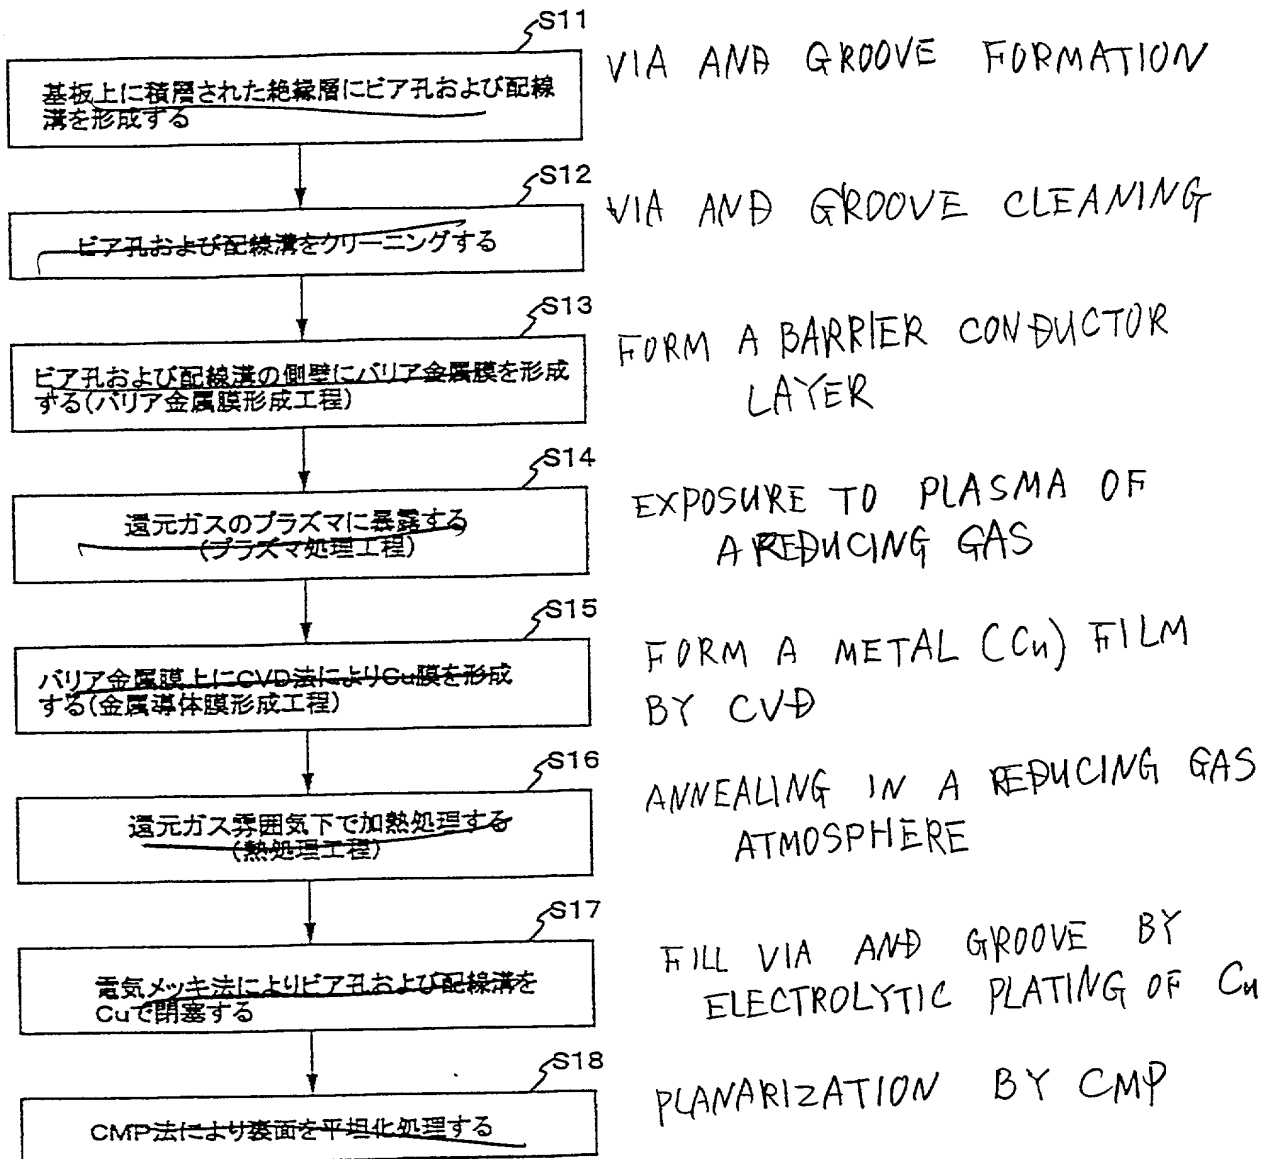 S11
基板上に積層された絶縁層にビア孔および配線
溝を形成する
VIA AND GROOVE FORMATION
S12
ビア孔および配線溝をクリーニングする
VIA AND GROOVE CLEANING
S13
ビア孔および配線溝の側壁にバリア金属膜を形成
する(バリア金属膜形成工程)
FORM A BARRIER CONDUCTOR
LAYER
S14
還元ガスのプラズマに暴露する
(プラズマ処理工程)
EXPOSURE TO PLASMA OF
A REDUCING GAS
S15
バリア金属膜上にCVD法によりCu膜を形成
する(金属導体膜形成工程)
FORM A METAL (Cu) FILM
BY CVD
S16
還元ガス雰囲気下で加熱処理する
(熱処理工程)
ANNEALING IN A REDUCING GAS
ATMOSPHERE
S17
電気メッキ法によりビア孔および配線溝を
Cuで閉塞する
FILL VIA AND GROOVE BY
ELECTROLYTIC PLATING OF Cu
S18
CMP法により表面を平坦化処理する
PLANARIZATION BY CMP